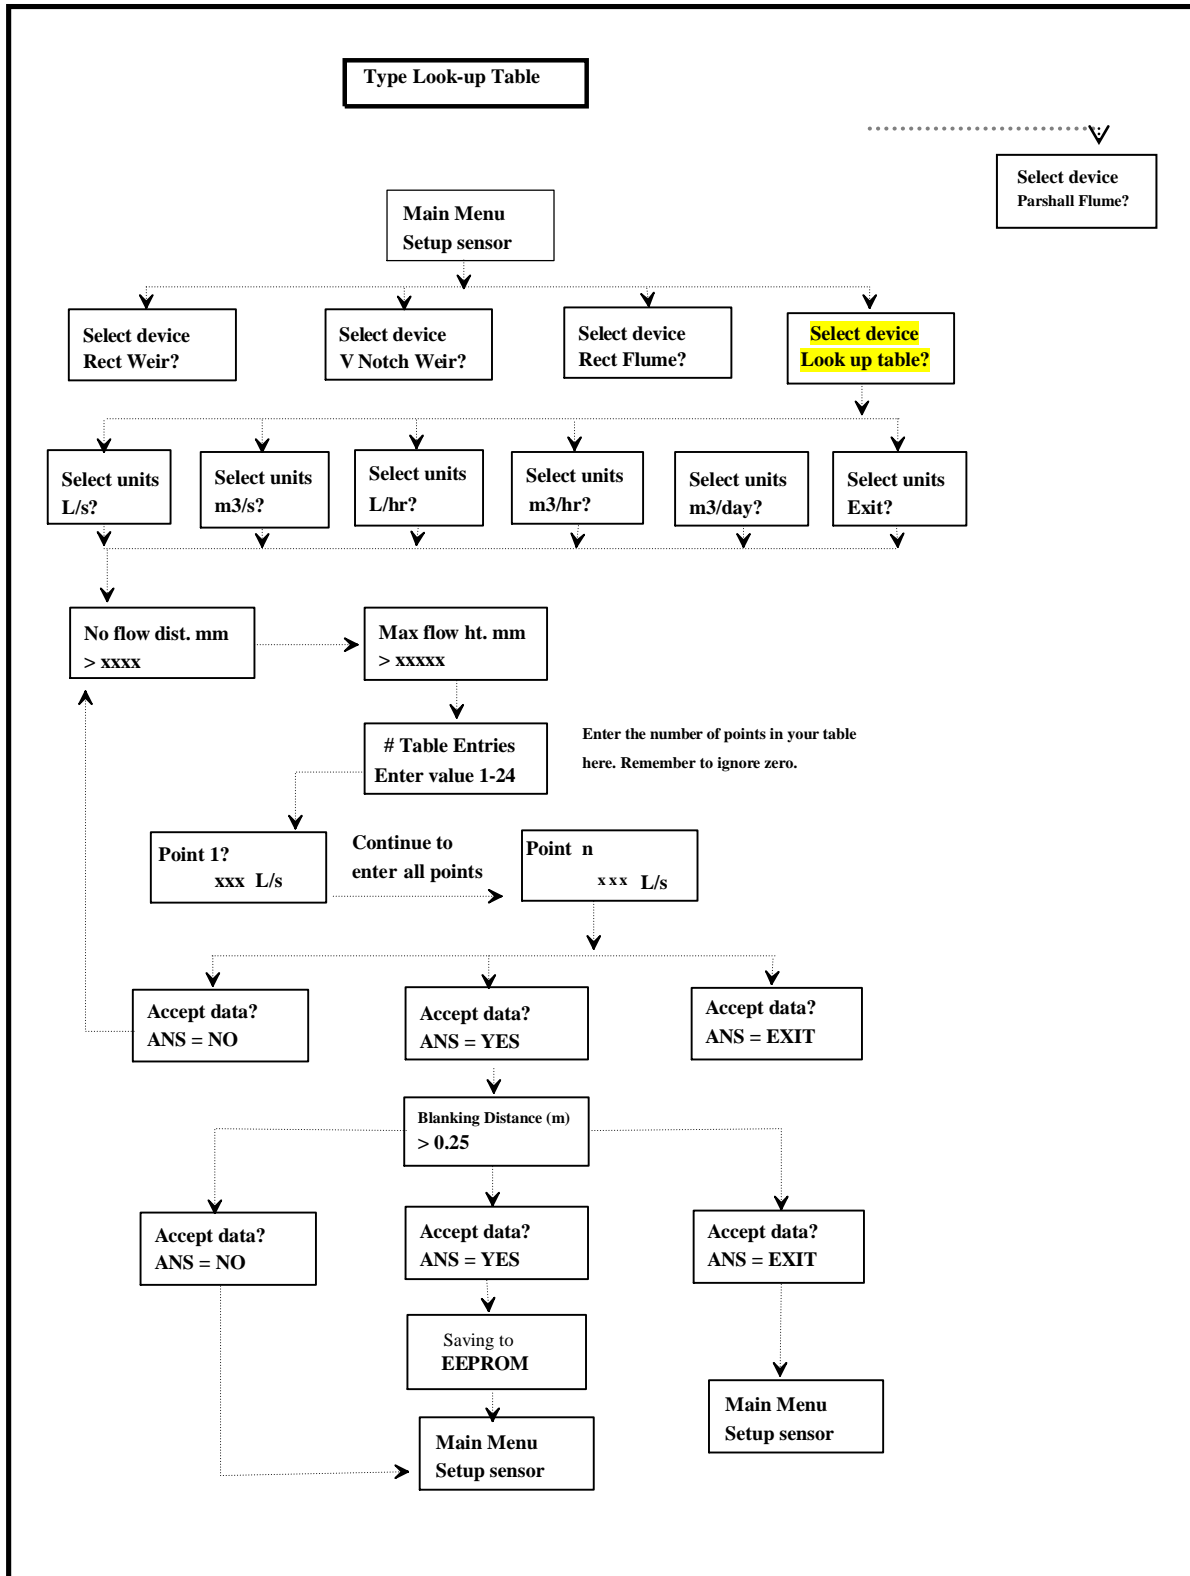 Type Look-up Table
Select device
Parshall Flume?
Main Menu
Setup sensor
Select device
Rect Weir?
Select device
V Notch Weir?
Select device
Rect Flume?
Select device
Look up table?
Select units
L/s?
Select units
m3/s?
Select units
L/hr?
Select units
m3/hr?
Select units
m3/day?
Select units
Exit?
No flow dist. mm
> xxxx
Max flow ht. mm
> xxxxx
# Table Entries
Enter value 1-24
Enter the number of points in your table
here. Remember to ignore zero.
Point 1?
xxx L/s
Continue to
enter all points
Point n
xxx L/s
Accept data?
ANS = NO
Accept data?
ANS = YES
Accept data?
ANS = EXIT
Blanking Distance (m)
> 0.25
Accept data?
ANS = NO
Accept data?
ANS = YES
Accept data?
ANS = EXIT
Saving to
EEPROM
Main Menu
Setup sensor
Main Menu
Setup sensor